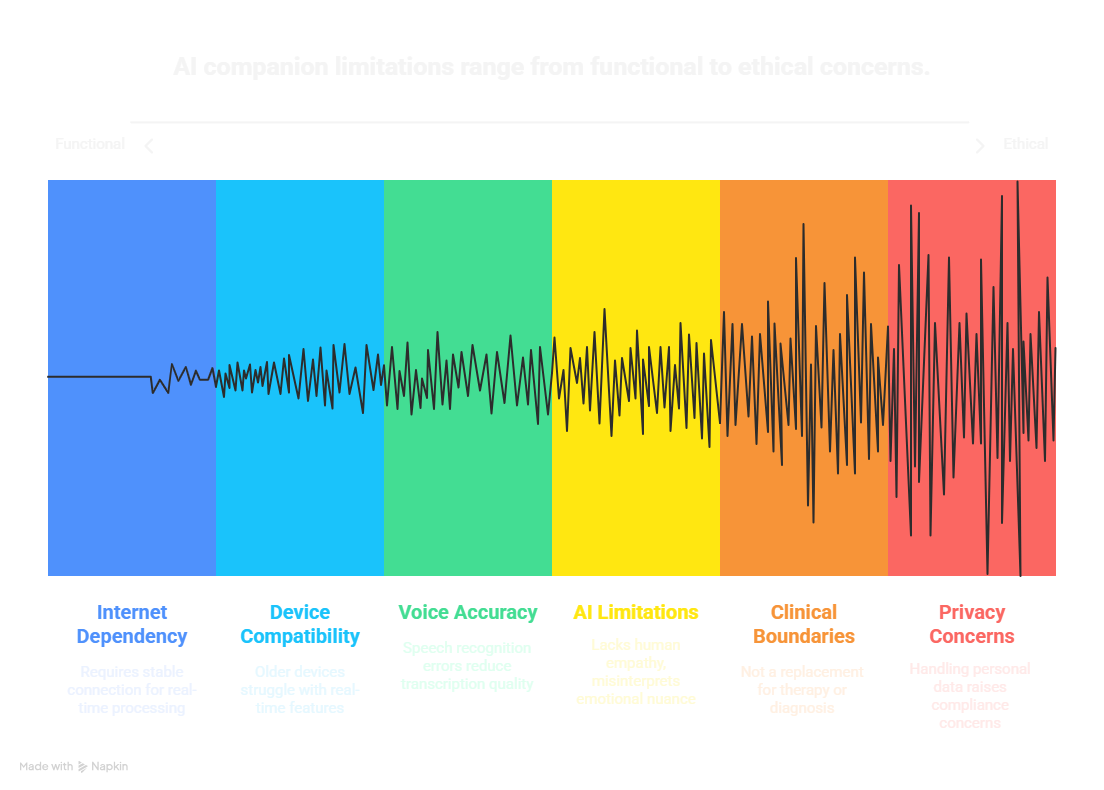 AI companion limitations range from functional to ethical concerns.
Functional
Ethical
Internet
Dependency
Requires stable
connection for real-
time processing
Device
Compatibility
Older devices
struggle with real-
time features
Voice Accuracy
Speech recognition
errors reduce
transcription quality
AI Limitations
Lacks human
empathy,
misinterprets
emotional nuance
Clinical
Boundaries
Not a replacement
for therapy or
diagnosis
Privacy
Concerns
Handling personal
data raises
compliance
concerns
Made with Napkin